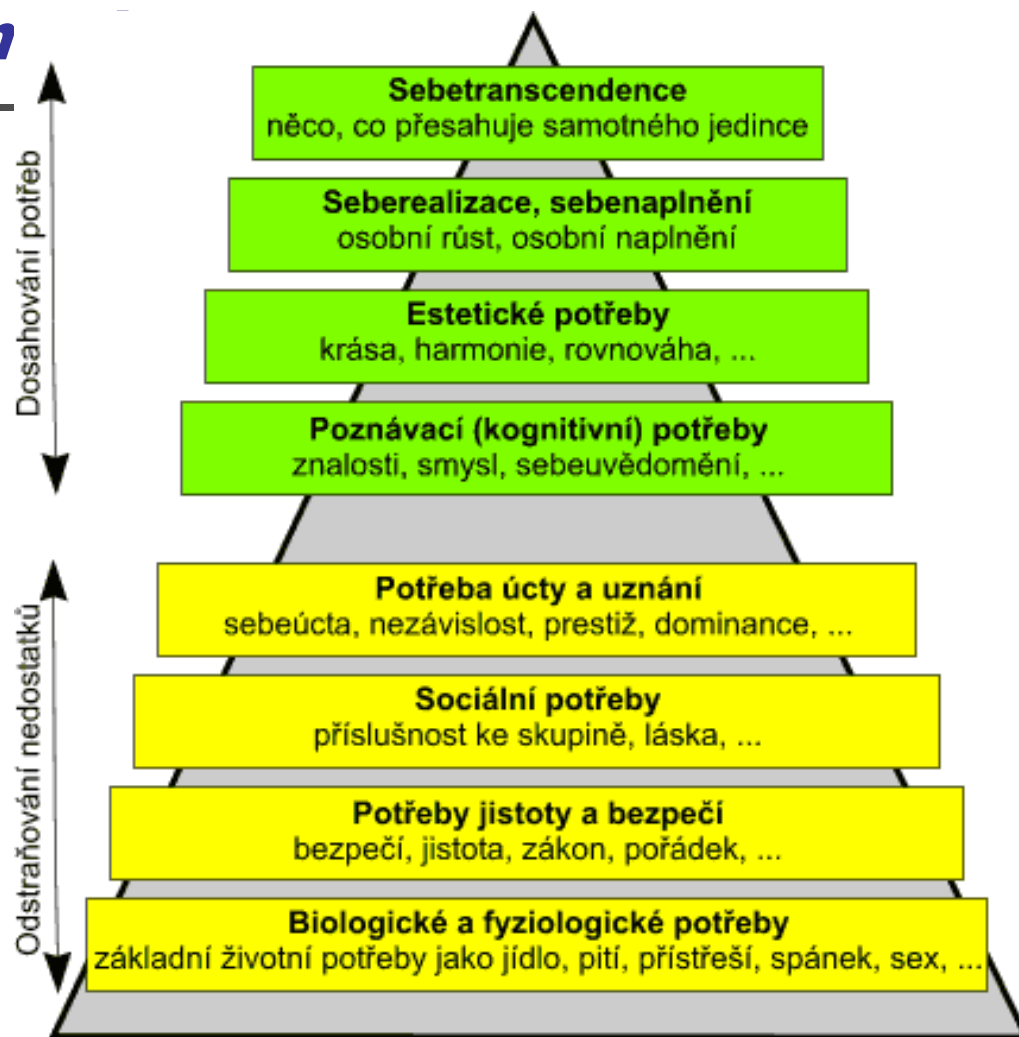 Sebetranscendence
něco, co přesahuje samotného jedince
Seberealizace, sebenaplnění
osobní růst, osobní naplnění
Estetické potřeby
krása, harmonie, rovnováha, ...
Poznávací (kognitivní) potřeby
znalosti, smysl, sebeuvědomění, ...
Dosahování potřeb
Potřeba úcty a uznání
sebeúcta, nezávislost, prestiž, dominance, ...
Sociální potřeby
příslušnost ke skupině, láska, ...
Potřeby jistoty a bezpečí
bezpečí, jistota, zákon, pořádek, ...
Biologické a fyziologické potřeby
základní životní potřeby jako jídlo, pití, přístřeší, spánek, sex, ...
Odstraňování nedostatků